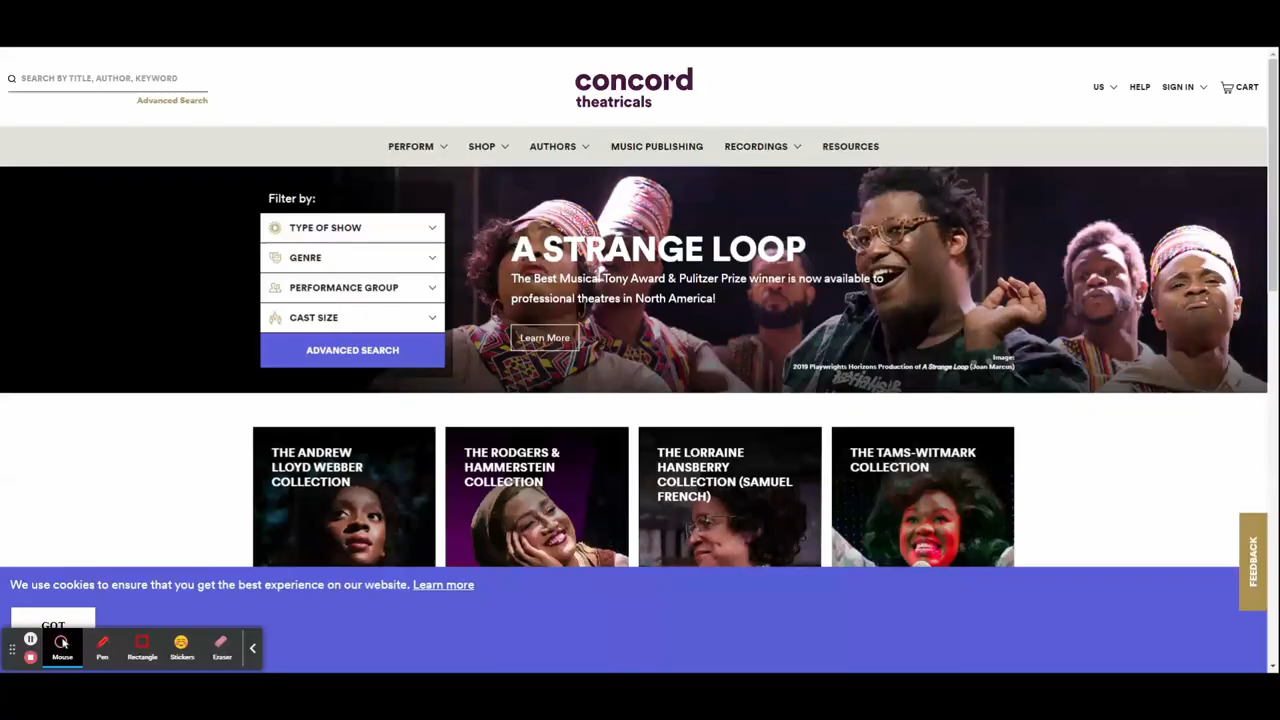 SEARCH BY TITLE, AUTHOR, KEYWORD
Advanced Search
concord
theatricals
US
HELP
SIGN IN
CART
PERFORM
SHOP
AUTHORS
MUSIC PUBLISHING
RECORDINGS
RESOURCES
Filter by:
TYPE OF SHOW
GENRE
PERFORMANCE GROUP
CAST SIZE
ADVANCED SEARCH
A STRANGE LOOP
The Best Musical Tony Award & Pulitzer Prize winner is now available to
professional theatres in North America!
Learn More
Image:
2019 Playwrights Horizons Production of A Strange Loop (Joan Marcus)
THE ANDREW
LLOYD WEBBER
COLLECTION
THE RODGERS &
HAMMERSTEIN
COLLECTION
THE LORRAINE
HANSBERRY
COLLECTION (SAMUEL
FRENCH)
THE TAMS-WITMARK
COLLECTION
FEEDBACK
We use cookies to ensure that you get the best experience on our website. Learn more
GOT
Mouse
Pen
Rectangle
Stickers
Eraser